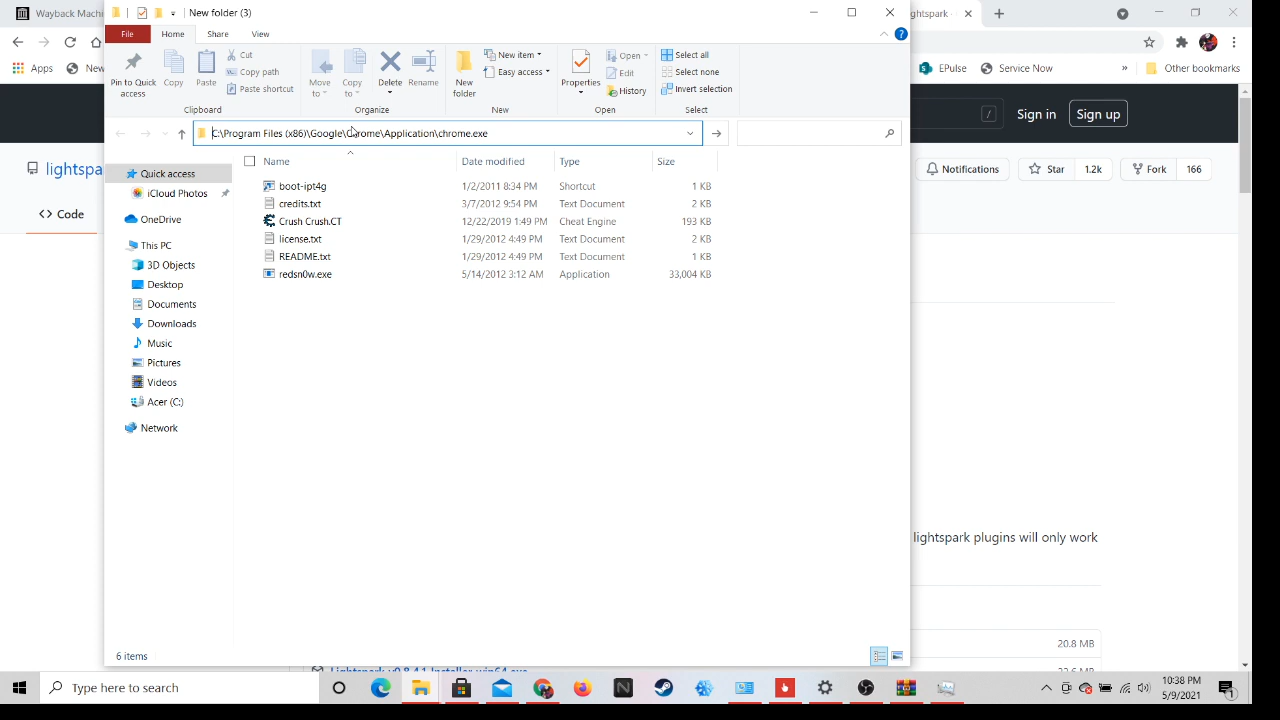 Wayback Machine
New folder (3)
lightspark -
File
Home
Share
View
Pin to Quick access
Copy
Paste
Cut
Copy path
Paste shortcut
Clipboard
Move to
Copy to
Delete
Rename
Organize
New folder
New item
Easy access
New
Properties
Open
Edit
History
Open
Select all
Select none
Invert selection
Select
Apps
New
EPulse
Service Now
»
Other bookmarks
/
Sign in
Sign up
C:\Program Files (x86)\Google\Chrome\Application\chrome.exe
lightspa
Notifications
Star
1.2k
Fork
166
Code
Name
Date modified
Type
Size
boot-ipt4g
1/2/2011 8:34 PM
Shortcut
1 KB
credits.txt
3/7/2012 9:54 PM
Text Document
2 KB
Crush Crush.CT
12/22/2019 1:49 PM
Cheat Engine
193 KB
license.txt
1/29/2012 4:49 PM
Text Document
2 KB
README.txt
1/29/2012 4:49 PM
Text Document
1 KB
redsn0w.exe
5/14/2012 3:12 AM
Application
33,004 KB
Quick access
iCloud Photos
OneDrive
This PC
3D Objects
Desktop
Documents
Downloads
Music
Pictures
Videos
Acer (C:)
Network
lightspark plugins will only work
20.8 MB
6 items
Type here to search
10:38 PM
5/9/2021